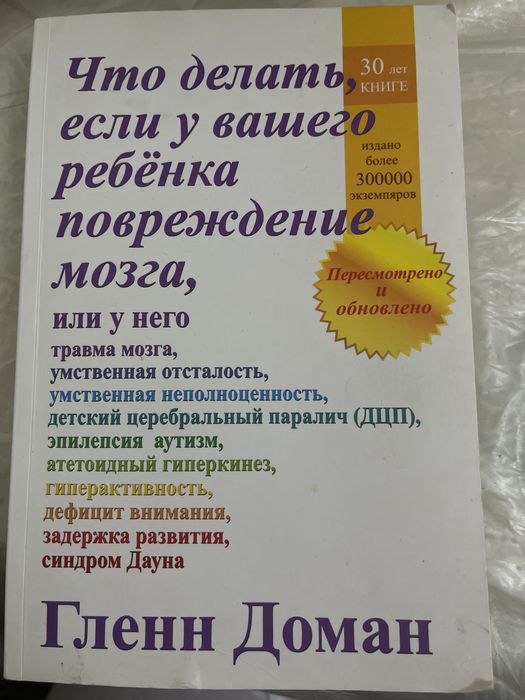 Что делать,
если у вашего
ребёнка
повреждение
мозга,
или у него
травма мозга,
умственная отсталость,
умственная неполноценность,
детский церебральный паралич (ДЦП),
эпилепсия аутизм,
атетоидный гиперкинез,
гиперактивность,
дефицит внимания,
задержка развития,
синдром Дауна
30 лет
КНИГЕ
издано
более
300000
экземпяров
Пересмотрено
и
обновлено
Гленн Доман